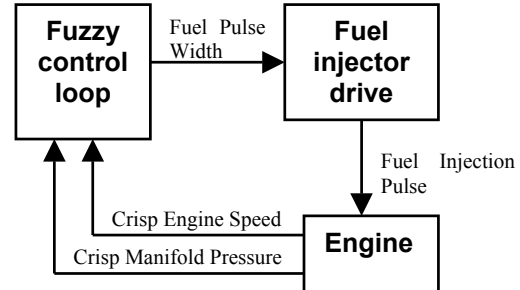 Fuzzy
control
loop
Fuel Pulse
Width
Fuel
injector
drive
Fuel Injection
Pulse
Crisp Engine Speed
Engine
Crisp Manifold Pressure